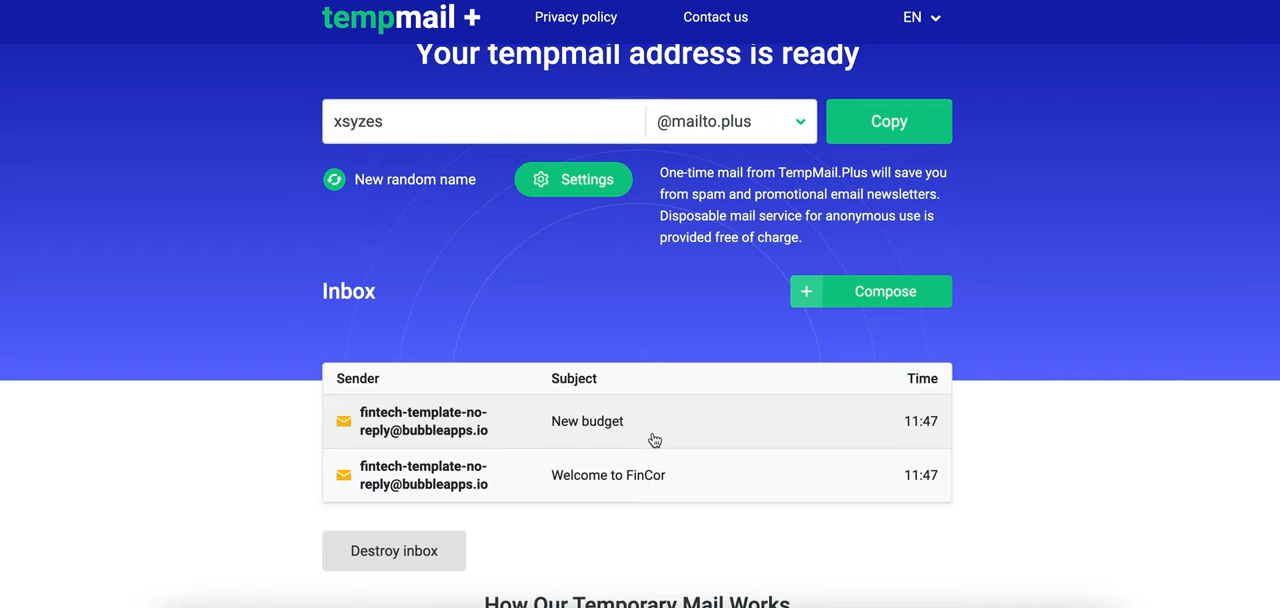 tempmail +
Privacy policy
Contact us
EN
Your tempmail address is ready
xsyzes
@mailto.plus
Copy
New random name
Settings
One-time mail from TempMail.Plus will save you
from spam and promotional email newsletters.
Disposable mail service for anonymous use is
provided free of charge.
Inbox
+ Compose
Sender
Subject
Time
fintech-template-no-
reply@bubbleapps.io
New budget
11:47
fintech-template-no-
reply@bubbleapps.io
Welcome to FinCor
11:47
Destroy inbox
How Our Temporary Mail Works